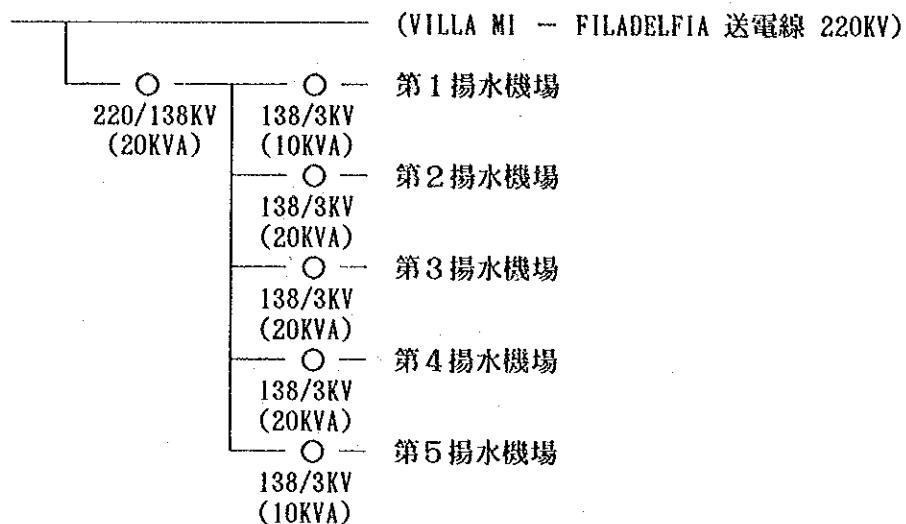 (VILLA MI － FILADELFIA 送電線 220KV)
第1揚水機場
220/138KV
(20KVA)
138/3KV
(10KVA)
第2揚水機場
138/3KV
(20KVA)
第3揚水機場
138/3KV
(20KVA)
第4揚水機場
138/3KV
(20KVA)
第5揚水機場
138/3KV
(10KVA)